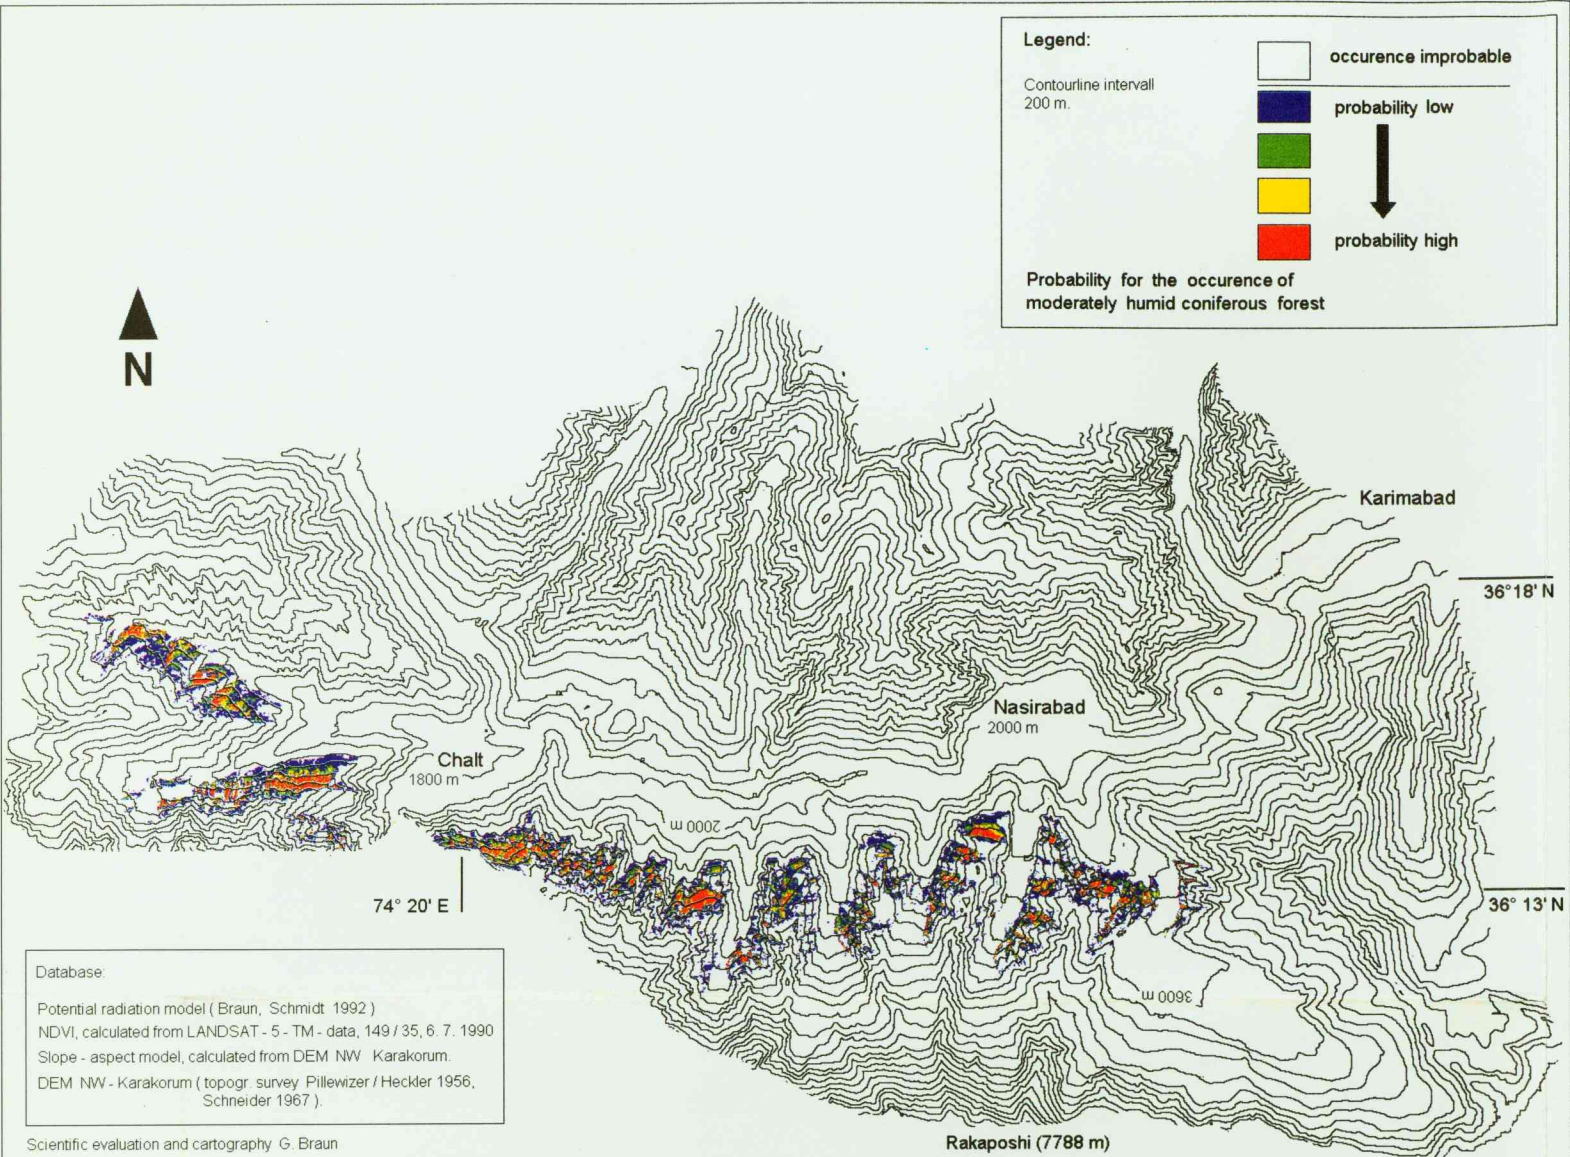 Legend:
Contourline intervall
200 m.
occurence improbable
probability low
probability high
Probability for the occurence of
moderately humid coniferous forest
N
Karimabad
36°18' N
Nasirabad
2000 m
Chalt
1800 m
2000 m
74° 20' E
36° 13' N
3600 m
Database:
Potential radiation model ( Braun, Schmidt 1992 )
NDVI, calculated from LANDSAT - 5 - TM - data, 149 / 35, 6. 7. 1990
Slope - aspect model, calculated from DEM NW Karakorum.
DEM NW - Karakorum ( topogr. survey Pillewizer / Heckler 1956,
Schneider 1967 ).
Scientific evaluation and cartography G. Braun
Rakaposhi (7788 m)